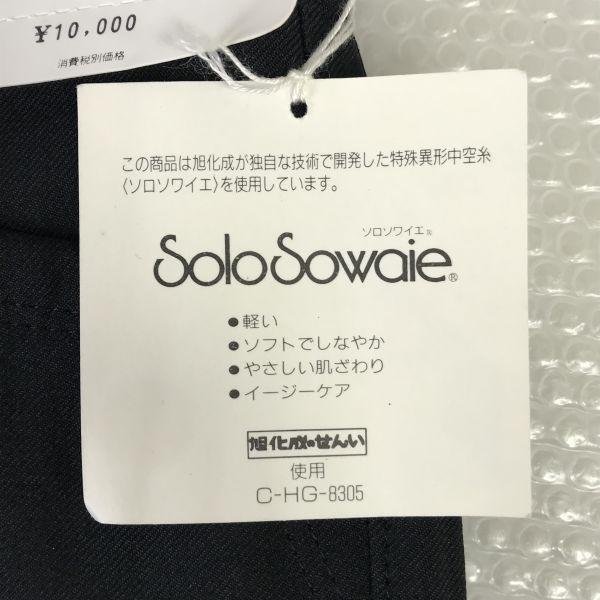 ¥10,000
消費税別価格
この商品は旭化成が独自な技術で開発した特殊異形中空糸
〈ソロソワイエ〉を使用しています。
ソロソワイエ®
SoloSowaie®
●軽い
●ソフトでしなやか
●やさしい肌ざわり
●イージーケア
旭化成のせんい
使用
C-HG-8305